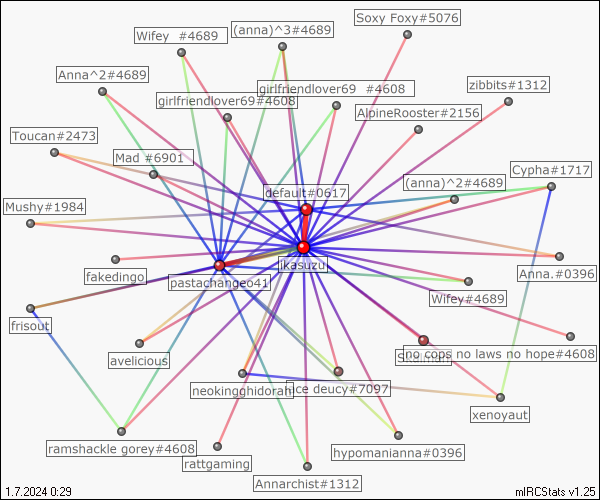 Soxy Foxy#5076
Wifey  #4689
(anna)^3#4689
Anna^2#4689
girlfriendlover69  #4608
zibbits#1312
girlfriendlover69#4608
AlpineRooster#2156
Toucan#2473
Mad #6901
Cypha#1717
default#0617
(anna)^2#4689
Mushy#1984
jkasuzu
fakedingo
pastachangeo41
Anna.#0396
Wifey#4689
frisout
avelicious
no cops no laws no hope#4608
neokingghidorah
nice deucy#7097
xenoyaut
ramshackle gorey#4608
rattgaming
hypomanianna#0396
Annarchist#1312
1.7.2024 0:29
mIRCStats v1.25